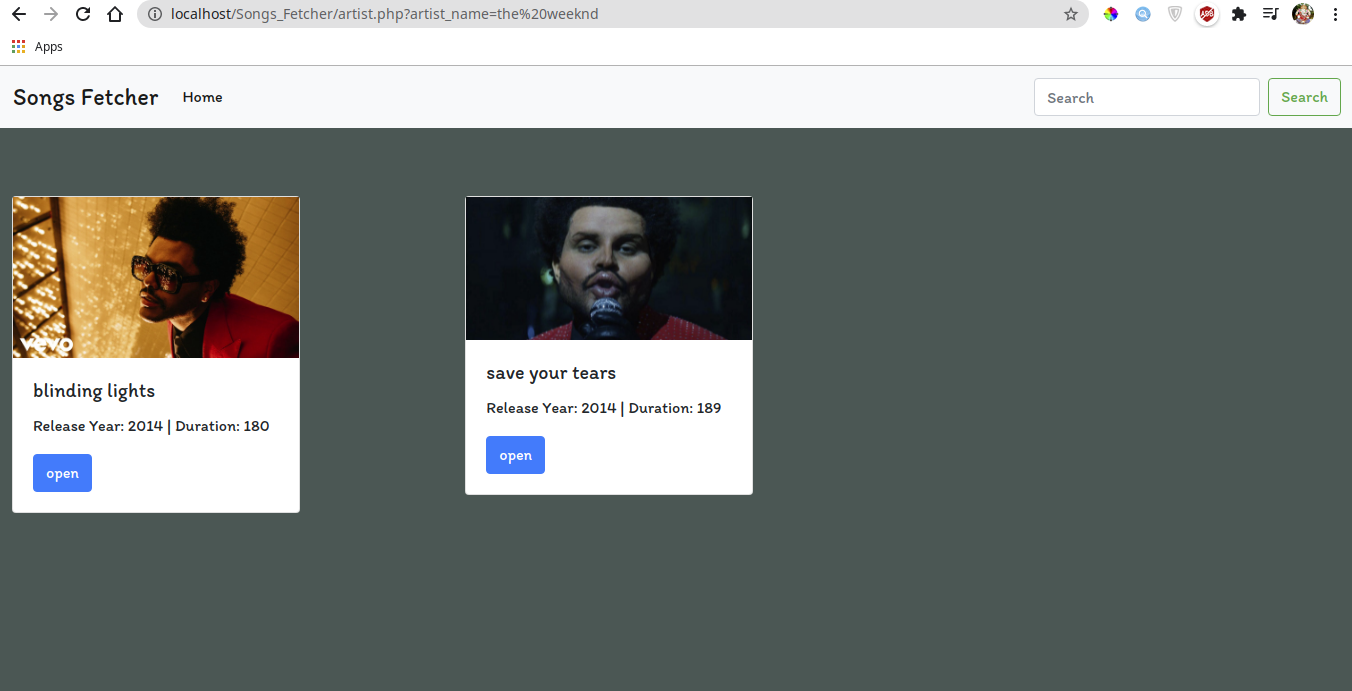 localhost/Songs_Fetcher/artist.php?artist_name=the%20weeknd
ABP
Apps
Songs Fetcher Home Search Search
vevo
blinding lights
Release Year: 2014 | Duration: 180
open
save your tears
Release Year: 2014 | Duration: 189
open